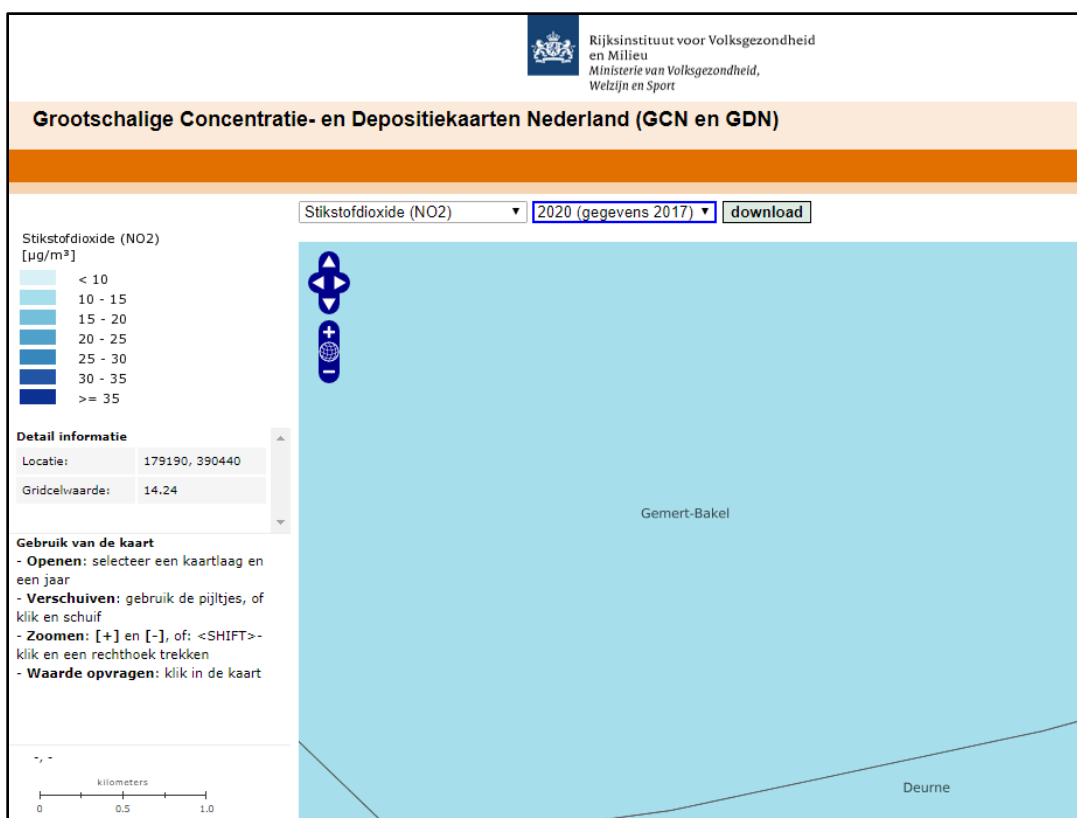 Rijksinstituut voor Volksgezondheid
en Milieu
Ministerie van Volksgezondheid,
Welzijn en Sport
Grootschalige Concentratie- en Depositiekaarten Nederland (GCN en GDN)
Stikstofdioxide (NO2) 2020 (gegevens 2017) download
Stikstofdioxide (NO2)
[µg/m³]
< 10
10 - 15
15 - 20
20 - 25
25 - 30
30 - 35
>= 35
Detail informatie
Locatie: 179190, 390440
Gridcelwaarde: 14.24
Gebruik van de kaart
- Openen: selecteer een kaartlaag en
een jaar
- Verschuiven: gebruik de pijltjes, of
klik en schuif
- Zoomen: [+] en [-], of: <SHIFT>-
klik en een rechthoek trekken
- Waarde opvragen: klik in de kaart
-, -
kilometers
0 0.5 1.0
Gemert-Bakel
Deurne